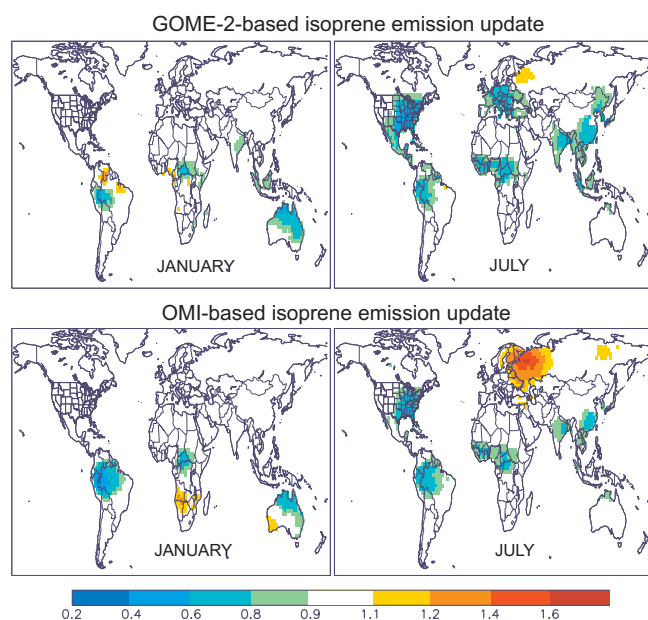 GOME-2-based isoprene emission update
JANUARY
JULY
OMI-based isoprene emission update
JANUARY
JULY
0.2 0.4 0.6 0.8 0.9 1.1 1.2 1.4 1.6